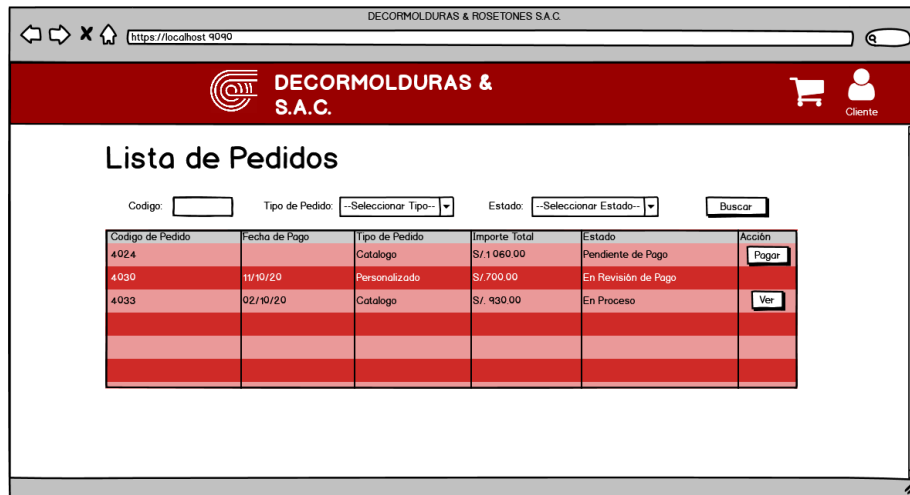 DECORMOLDURAS & ROSETONES S.A.C.
https://localhost 9090
DECORMOLDURAS &
S.A.C.
Cliente
Lista de Pedidos
Codigo: Tipo de Pedido: --Seleccionar Tipo-- Estado: --Seleccionar Estado-- Buscar
Codigo de Pedido Fecha de Pago Tipo de Pedido Importe Total Estado Acción
4024 Catalogo S/.1 060.00 Pendiente de Pago Pagar
4030 11/10/20 Personalizado S/.700.00 En Revisión de Pago
4033 02/10/20 Catalogo S/. 930.00 En Proceso Ver